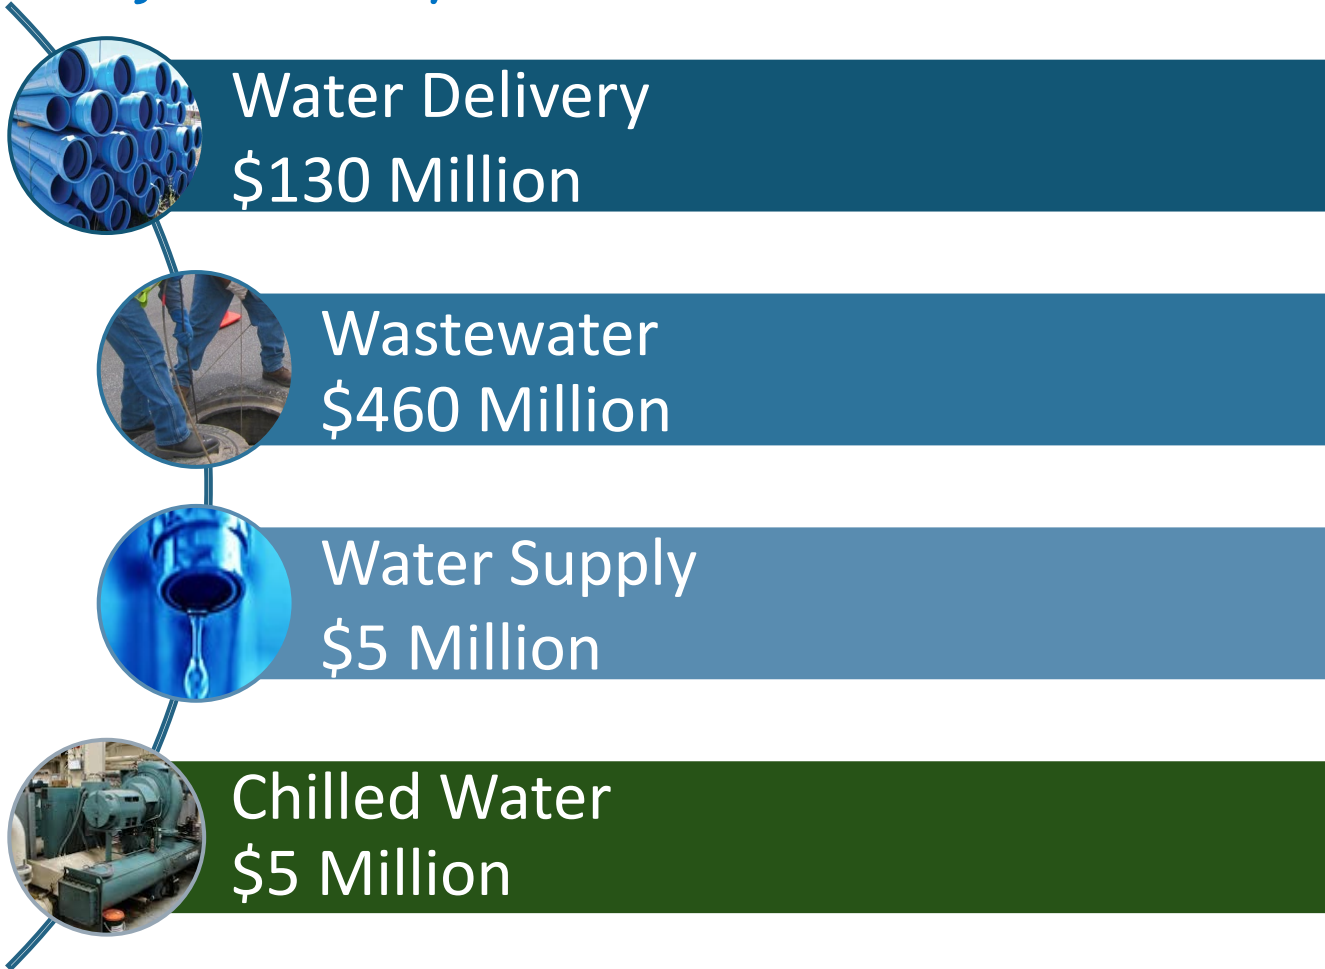 Water Delivery
$130 Million
Wastewater
$460 Million
Water Supply
$5 Million
Chilled Water
$5 Million